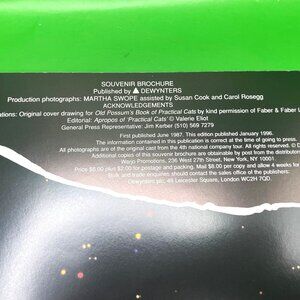 SOUVENIR BROCHURE
Published by DEWYNTERS
Production photographs: MARTHA SWOPE assisted by Susan Cook and Carol Rosegg
ACKNOWLEDGEMENTS
ations: Original cover drawing for Old Possum's Book of Practical Cats by kind permission of Faber & Faber
Editorial: Apropos of 'Practical Cats' © Valerie Eliot
General Press Representative: Jim Kerber (510) 569 7279
First published June 1987. This edition published January 1996.
The information contained in this publication is correct at the time of going to press.
All photographs are of the original cast from the 4th national company tour. All rights reserved. ©
Additional copies of this souvenir brochure are obtainable by post from the distributors
Wargo Promotions, 236 West 27th Street, New York, NY 10001.
Price $8.00 plus $2.00 for postage and packing. Mail $8.00 per copy and allow 4 weeks
Bulk and trade enquiries should contact the sales office of the publishers:
Dewynters plc, 48 Leicester Square, London WC2H 7QD.